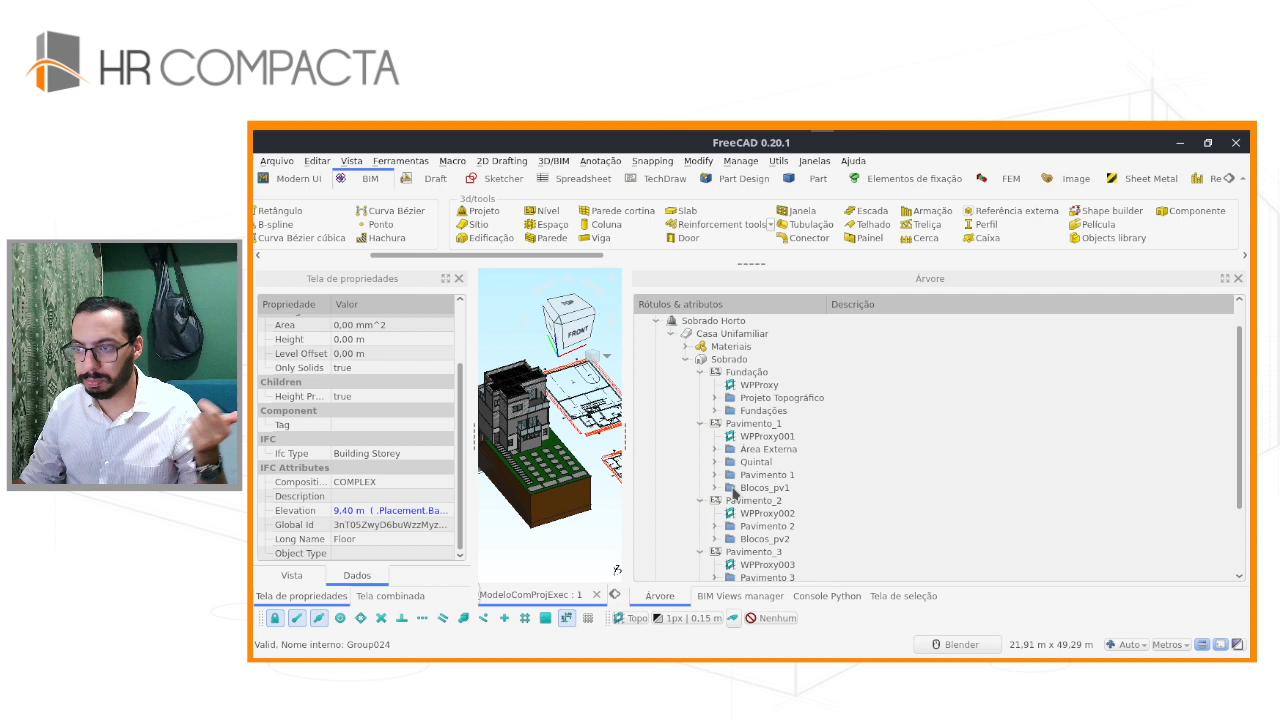 HR COMPACTA
FreeCAD 0.20.1
Arquivo Editar Vista Ferramentas Macro 2D Drafting 3D/BIM Anotação Snapping Modify Manage Utils Janelas Ajuda
Modern UI BIM Draft Sketcher Spreadsheet TechDraw Part Design Part Elementos de fixação FEM Image Sheet Metal Re
3d/tools
Retângulo Curva Bézier Projeto Nível Parede cortina Slab Janela Escada Armação Referência externa Shape builder Componente
B-spline Ponto Sítio Espaço Coluna Reinforcement tools Tubulação Telhado Treliça Perfil Película
Curva Bézier cúbica Hachura Edificação Parede Viga Door Conector Painel Cerca Caixa Objects library
Tela de propriedades Árvore
Propriedade Valor
Area 0,00 mm^2
Height 0,00 m
Level Offset 0,00 m
Only Solids true
Children
Height Pr... true
Component
Tag
IFC
Ifc Type Building Storey
IFC Attributes
Compositi... COMPLEX
Description
Elevation 9,40 m ( .Placement.Ba...
Global Id 3nT05ZwyD6buWzzMyz...
Long Name Floor
Object Type
Vista Dados
Tela de propriedades Tela combinada
TOP
FRONT
ModeloComProjExec : 1
Rótulos & atributos Descrição
Sobrado Horto
Casa Unifamiliar
Materiais
Sobrado
Fundação
WPProxy
Projeto Topográfico
Fundações
Pavimento_1
WPProxy001
Área Externa
Quintal
Pavimento 1
Blocos_pv1
Pavimento_2
WPProxy002
Pavimento 2
Blocos_pv2
Pavimento_3
WPProxy003
Pavimento 3
Árvore BIM Views manager Console Python Tela de seleção
Topo 1px | 0.15 m Nenhum
Valid, Nome interno: Group024 Blender 21,91 m x 49,29 m Auto Metros